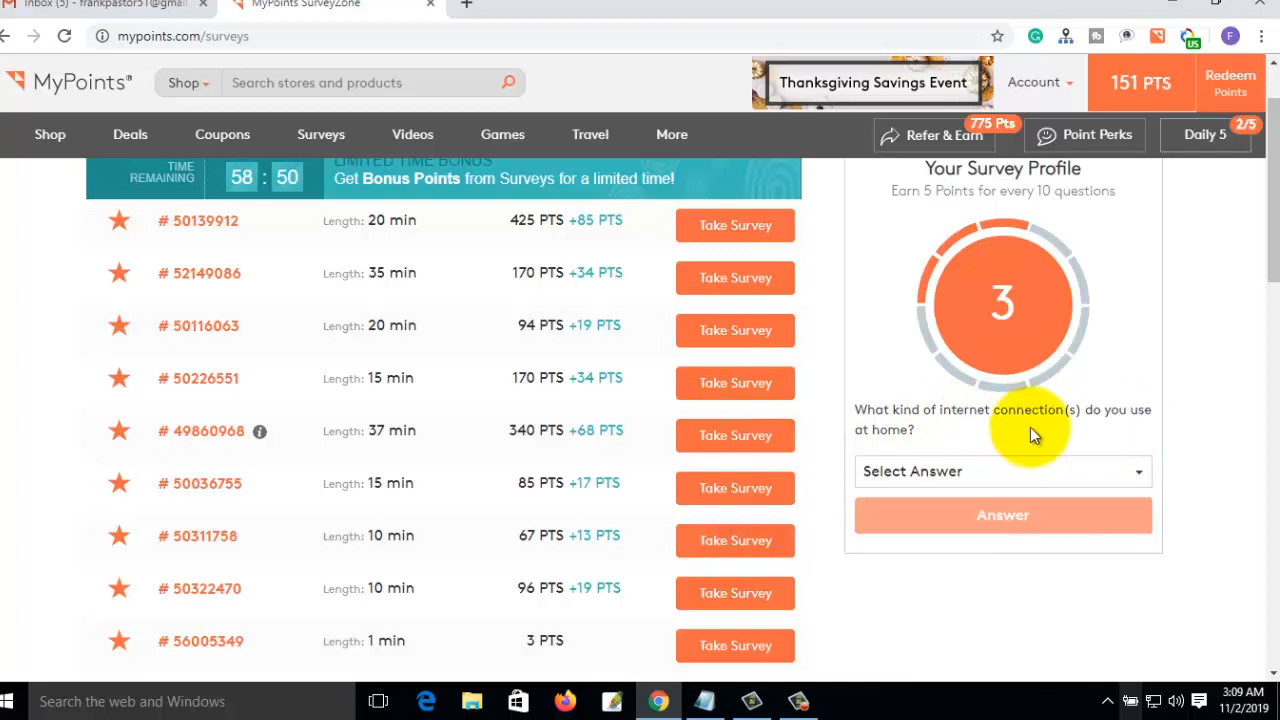 Inbox (5) - frankpastor51@gmail
MyPoints SurveyZone
mypoints.com/surveys
US
F
MyPoints®
Shop
Search stores and products
Thanksgiving Savings Event
Account
151 PTS
Redeem
Points
Shop
Deals
Coupons
Surveys
Videos
Games
Travel
More
Refer & Earn
775 Pts
Point Perks
Daily 5
2/5
TIME
REMAINING
58 : 50
LIMITED TIME BONUS
Get Bonus Points from Surveys for a limited time!
# 50139912 Length: 20 min 425 PTS +85 PTS Take Survey
# 52149086 Length: 35 min 170 PTS +34 PTS Take Survey
# 50116063 Length: 20 min 94 PTS +19 PTS Take Survey
# 50226551 Length: 15 min 170 PTS +34 PTS Take Survey
# 49860968 Length: 37 min 340 PTS +68 PTS Take Survey
# 50036755 Length: 15 min 85 PTS +17 PTS Take Survey
# 50311758 Length: 10 min 67 PTS +13 PTS Take Survey
# 50322470 Length: 10 min 96 PTS +19 PTS Take Survey
# 56005349 Length: 1 min 3 PTS Take Survey
Your Survey Profile
Earn 5 Points for every 10 questions
3
What kind of internet connection(s) do you use
at home?
Select Answer
Answer
Search the web and Windows
3:09 AM
11/2/2019